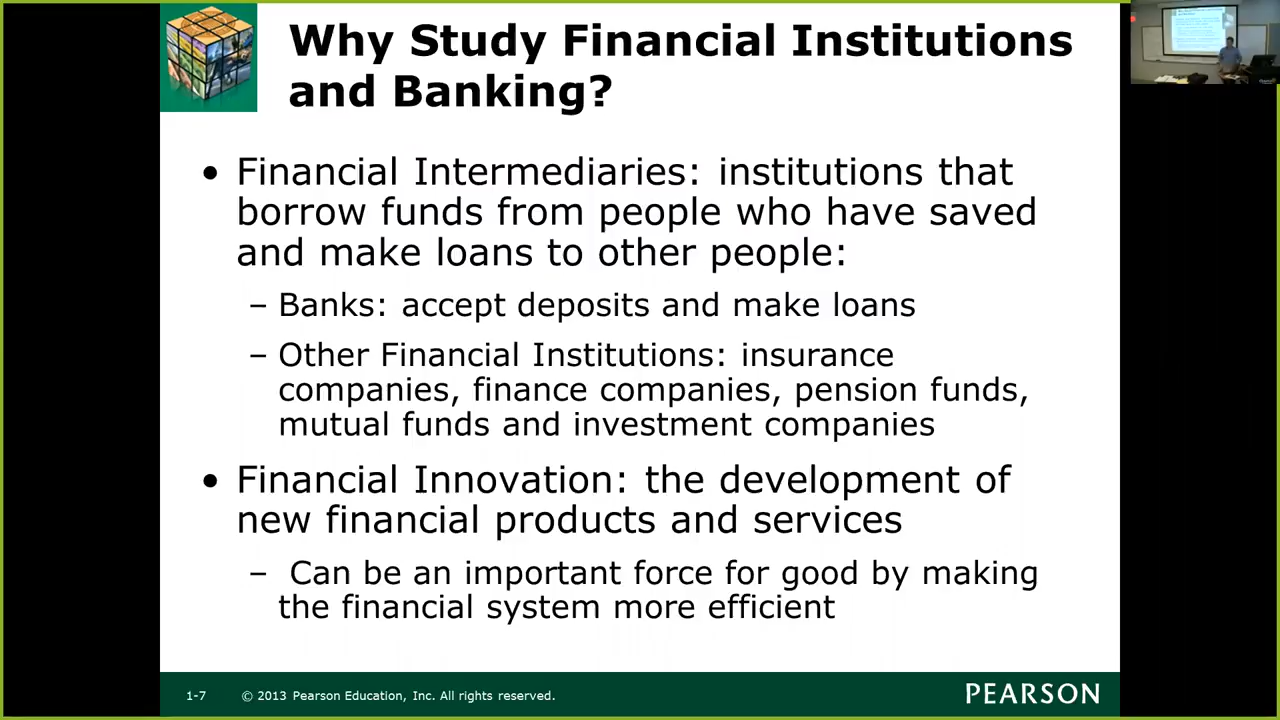 Why Study Financial Institutions
and Banking?
• Financial Intermediaries: institutions that
borrow funds from people who have saved
and make loans to other people:
– Banks: accept deposits and make loans
– Other Financial Institutions: insurance
companies, finance companies, pension funds,
mutual funds and investment companies
• Financial Innovation: the development of
new financial products and services
– Can be an important force for good by making
the financial system more efficient
1-7 © 2013 Pearson Education, Inc. All rights reserved.
PEARSON